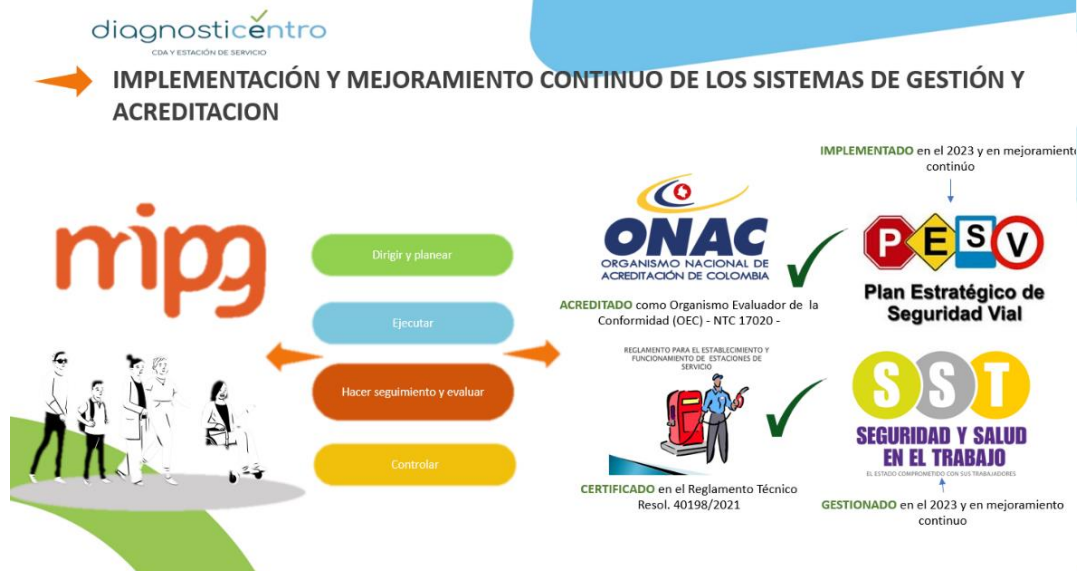 diagnosticentro
CDA Y ESTACIÓN DE SERVICIO
IMPLEMENTACIÓN Y MEJORAMIENTO CONTINUO DE LOS SISTEMAS DE GESTIÓN Y
ACREDITACION
mipg
Dirigir y planear
Ejecutar
Hacer seguimiento y evaluar
Controlar
ONAC
ORGANISMO NACIONAL DE
ACREDITACIÓN DE COLOMBIA
ACREDITADO como Organismo Evaluador de la
Conformidad (OEC) - NTC 17020 -
REGLAMENTO PARA EL ESTABLECIMIENTO Y
FUNCIONAMIENTO DE ESTACIONES DE
SERVICIO
CERTIFICADO en el Reglamento Técnico
Resol. 40198/2021
IMPLEMENTADO en el 2023 y en mejoramiento
continúo
PESV
Plan Estratégico de
Seguridad Vial
SST
SEGURIDAD Y SALUD
EN EL TRABAJO
EL ESTADO COMPROMETIDO CON SUS TRABAJADORES
GESTIONADO en el 2023 y en mejoramiento
continuo